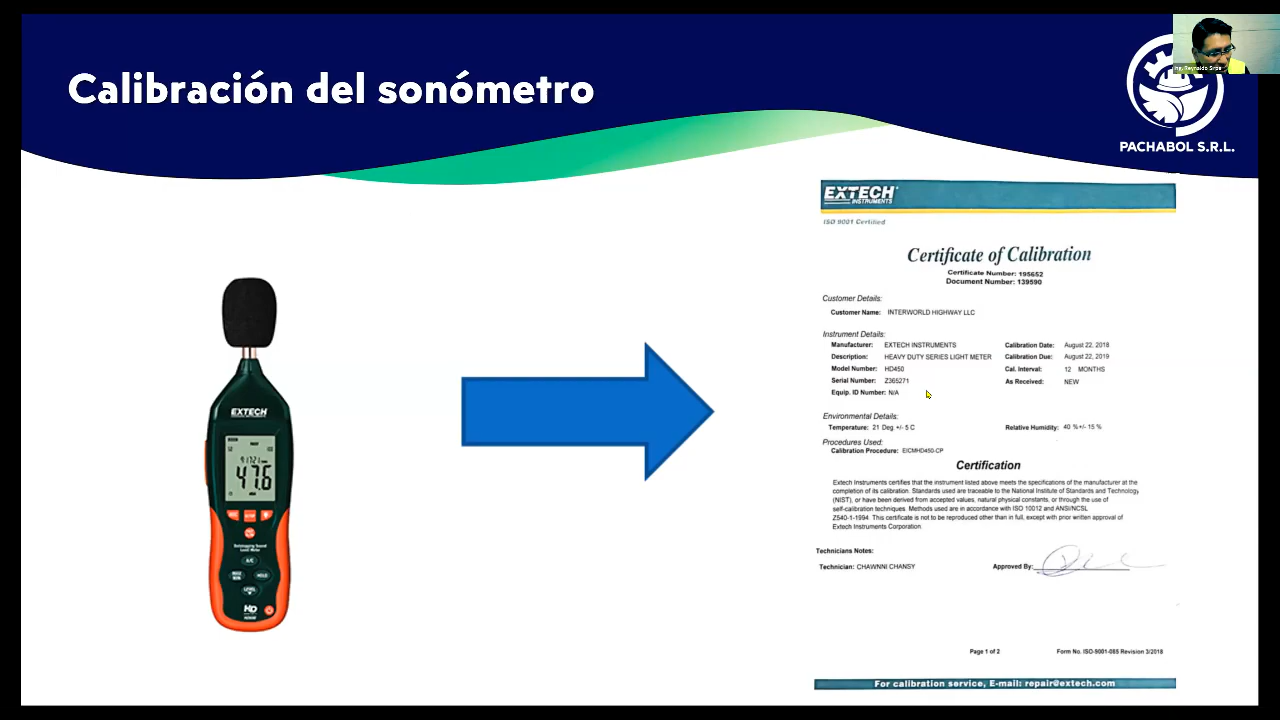 Calibración del sonómetro
Ing. Reynaldo
PACHABOL S.R.L.
EXTECH
INSTRUMENTS
ISO 9001 Certified
Certificate of Calibration
Certificate Number: 195652
Document Number: 139590
Customer Details:
Customer Name: INTERWORLD HIGHWAY LLC
Instrument Details:
Manufacturer: EXTECH INSTRUMENTS Calibration Date: August 22, 2018
Description: HEAVY DUTY SERIES LIGHT METER Calibration Due: August 22, 2019
Model Number: HD450 Cal. Interval: 12 MONTHS
Serial Number: Z365271 As Received: NEW
Equip. ID Number: N/A
Environmental Details:
Temperature: 21 Deg. +/- 5 C Relative Humidity: 40 % +/- 15 %
Procedures Used:
Calibration Procedure: EICMHD450-CP
Certification
Extech Instruments certifies that the instrument listed above meets the specifications of the manufacturer at the
completion of its calibration. Standards used are traceable to the National Institute of Standards and Technology
(NIST), or have been derived from accepted values, natural physical constants, or through the use of
self-calibration techniques. Methods used are in accordance with ISO 10012 and ANSI/NCSL
Z540-1-1994. This certificate is not to be reproduced other than in full, except with prior written approval of
Extech Instruments Corporation.
Technicians Notes:
Technician: CHAWNNI CHANSY Approved By:
Page 1 of 2 Form No. ISO-9001-085 Revision 3/2018
For calibration service, E-mail: repair@extech.com
EXTECH
47.6
Datalogging Sound
Level Meter
A/C
HOLD
LEVEL
HD